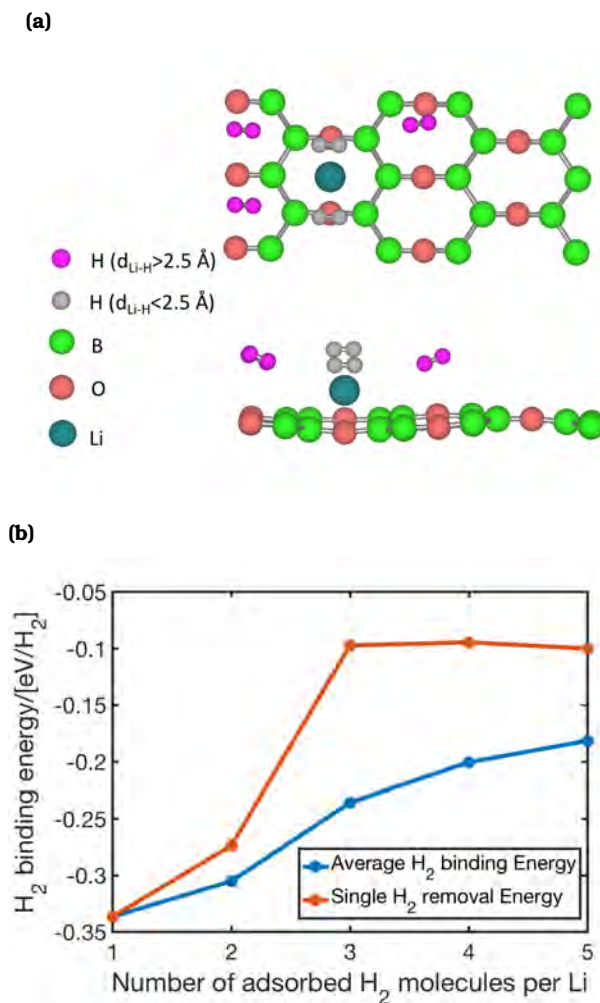 (a)
H (dLi-H>2.5 Å)
H (dLi-H<2.5 Å)
B
O
Li
(b)
H2 binding energy/[eV/H2]
-0.05
-0.1
-0.15
-0.2
-0.25
-0.3
-0.35
Average H2 binding Energy
Single H2 removal Energy
1 2 3 4 5
Number of adsorbed H2 molecules per Li